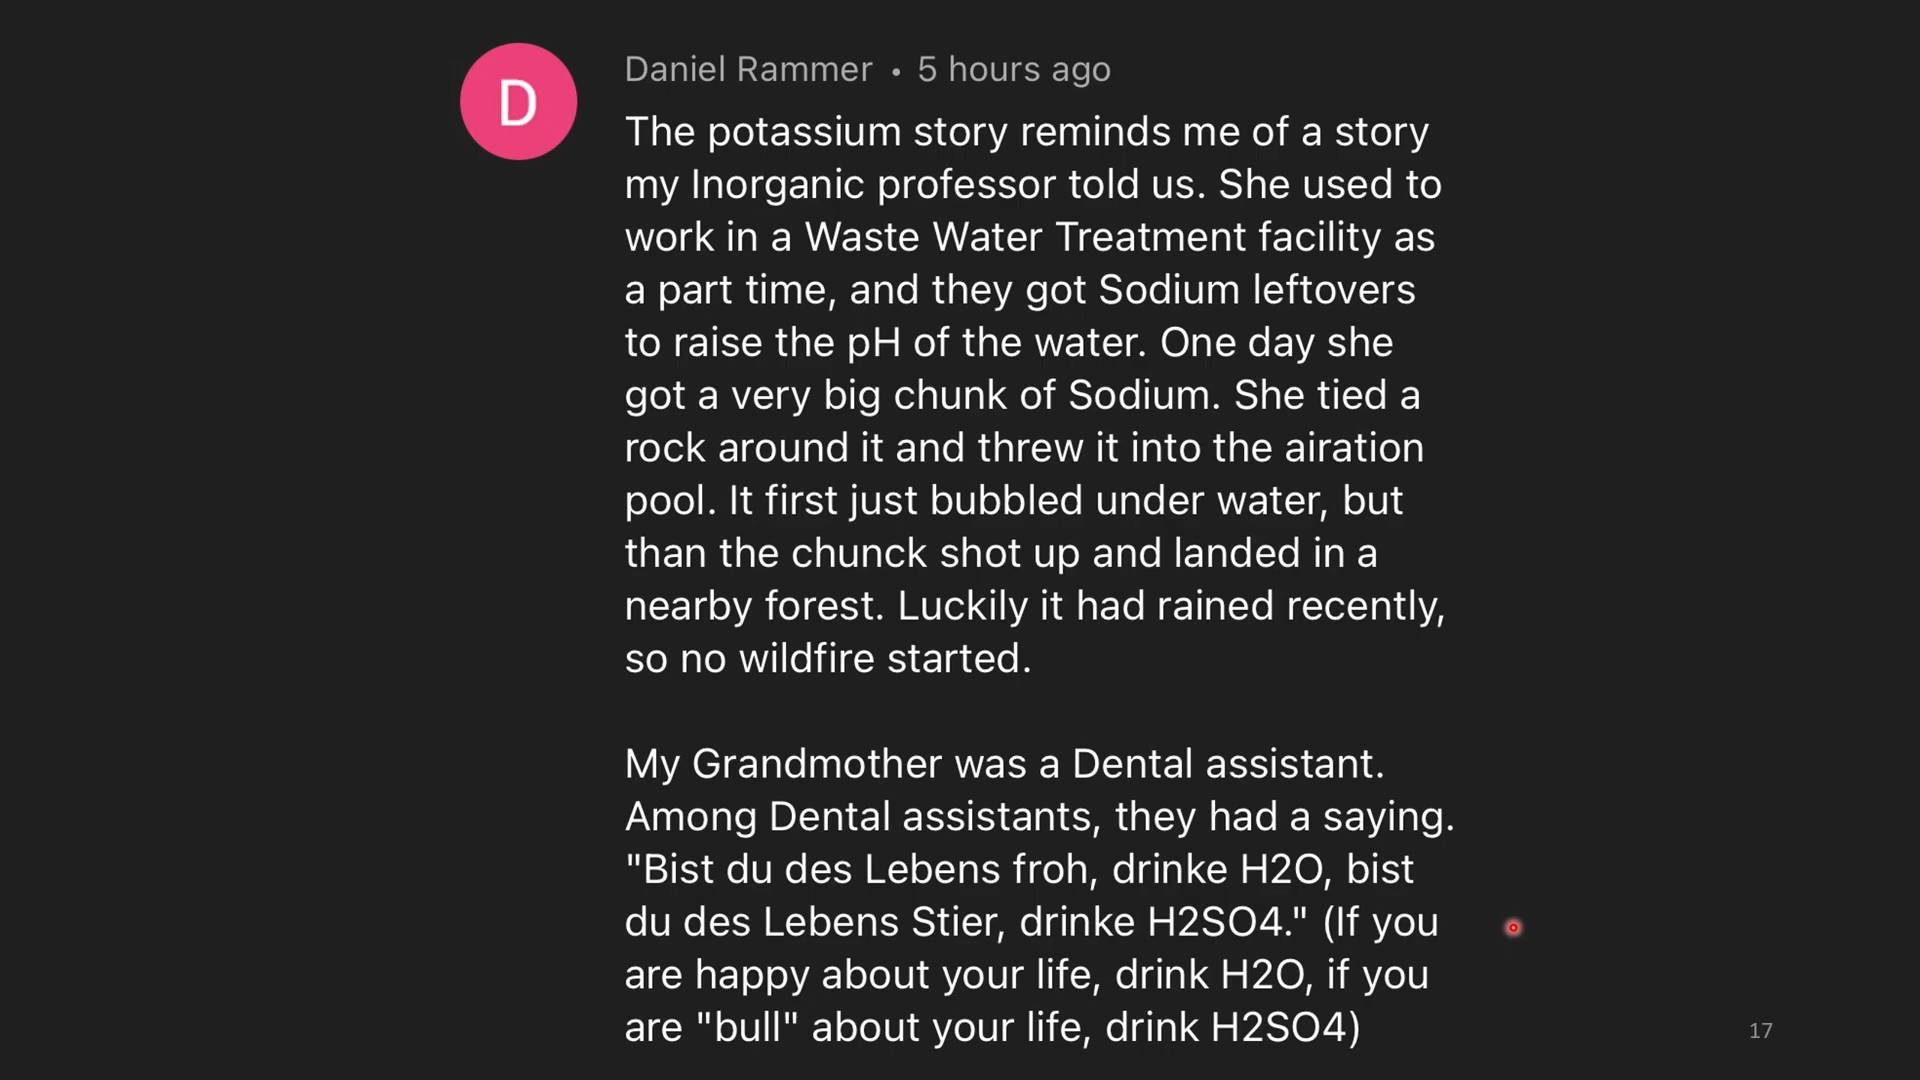 D
Daniel Rammer • 5 hours ago
The potassium story reminds me of a story
my Inorganic professor told us. She used to
work in a Waste Water Treatment facility as
a part time, and they got Sodium leftovers
to raise the pH of the water. One day she
got a very big chunk of Sodium. She tied a
rock around it and threw it into the airation
pool. It first just bubbled under water, but
than the chunck shot up and landed in a
nearby forest. Luckily it had rained recently,
so no wildfire started.
My Grandmother was a Dental assistant.
Among Dental assistants, they had a saying.
"Bist du des Lebens froh, drinke H2O, bist
du des Lebens Stier, drinke H2SO4." (If you
are happy about your life, drink H2O, if you
are "bull" about your life, drink H2SO4)
17